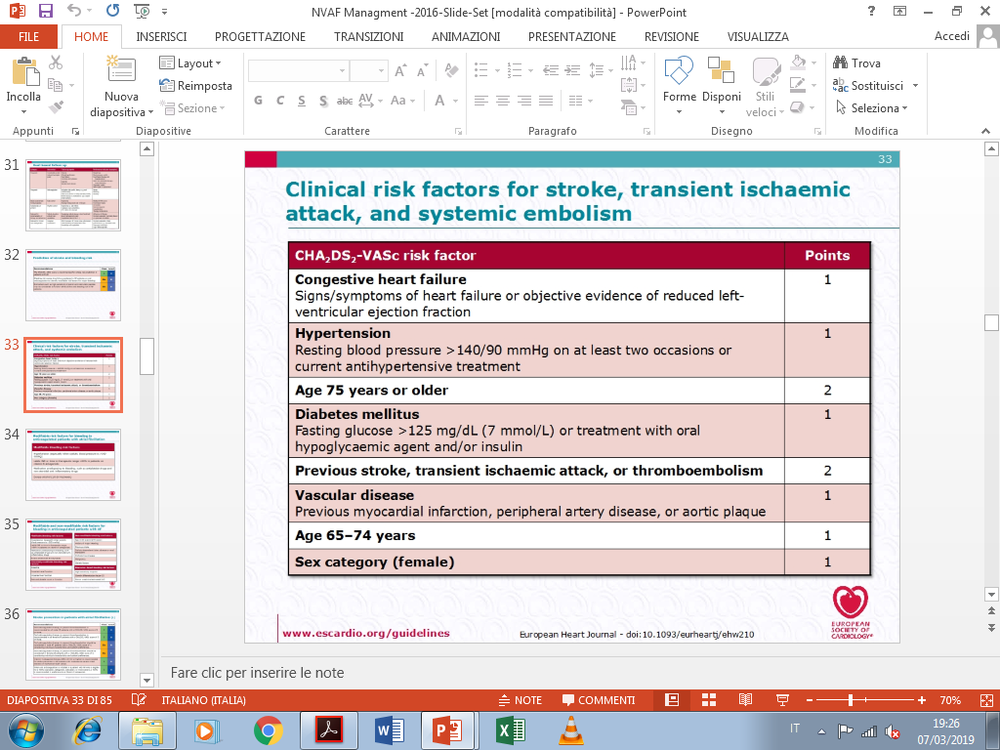 NVAF Managment -2016-Slide-Set [modalità compatibilità] - PowerPoint
FILE HOME INSERISCI PROGETTAZIONE TRANSIZIONI ANIMAZIONI PRESENTAZIONE REVISIONE VISUALIZZA Accedi
Incolla
Appunti
Nuova
diapositiva
Layout
Reimposta
Sezione
Diapositive
G C S S abc AV Aa A
Carattere
Paragrafo
Forme
Disponi
Stili
veloci
Disegno
Trova
Sostituisci
Seleziona
Modifica
31
32
33
34
35
36
33
Clinical risk factors for stroke, transient ischaemic
attack, and systemic embolism
CHA2DS2-VASc risk factor Points
Congestive heart failure 1
Signs/symptoms of heart failure or objective evidence of reduced left-
ventricular ejection fraction
Hypertension 1
Resting blood pressure >140/90 mmHg on at least two occasions or
current antihypertensive treatment
Age 75 years or older 2
Diabetes mellitus 1
Fasting glucose >125 mg/dL (7 mmol/L) or treatment with oral
hypoglycaemic agent and/or insulin
Previous stroke, transient ischaemic attack, or thromboembolism 2
Vascular disease 1
Previous myocardial infarction, peripheral artery disease, or aortic plaque
Age 65–74 years 1
Sex category (female) 1
www.escardio.org/guidelines
European Heart Journal - doi:10.1093/eurheartj/ehw210
EUROPEAN
SOCIETY OF
CARDIOLOGY®
Fare clic per inserire le note
DIAPOSITIVA 33 DI 85 ITALIANO (ITALIA) NOTE COMMENTI 70%
IT
19:26
07/03/2019